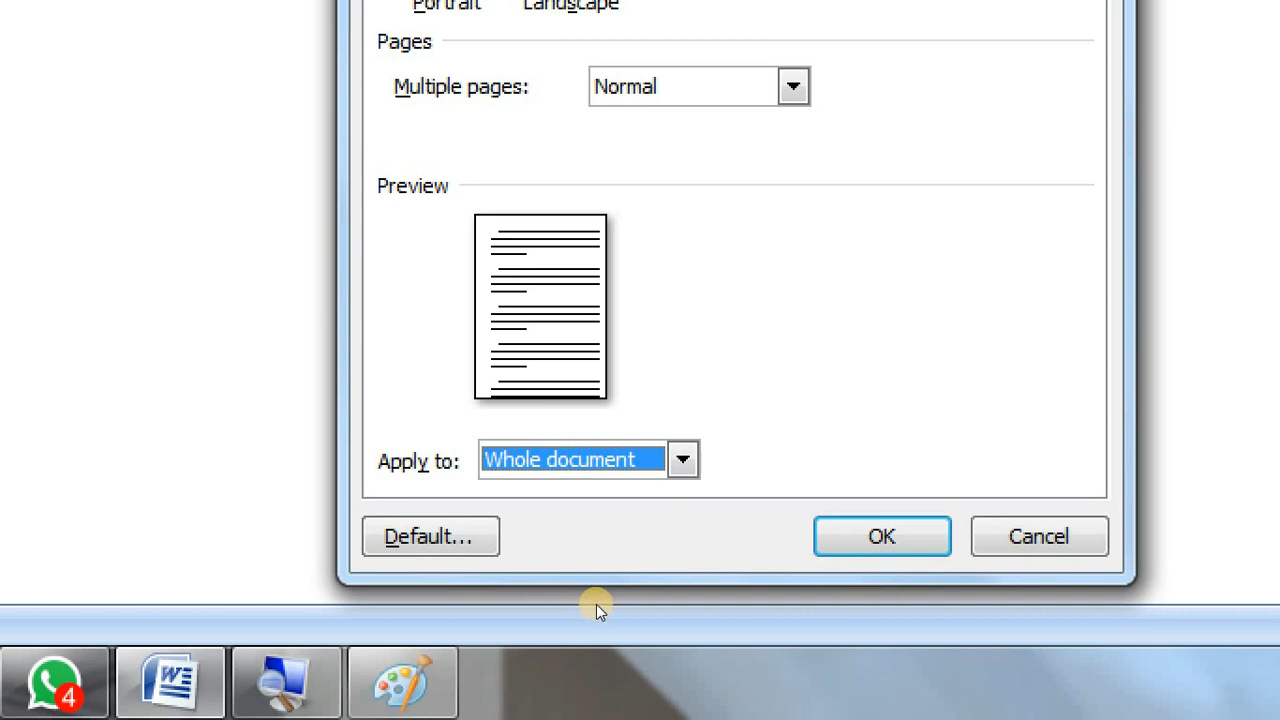 Portrait Landscape
Pages
Multiple pages: Normal
Preview
Apply to: Whole document
Default... OK Cancel
4
W